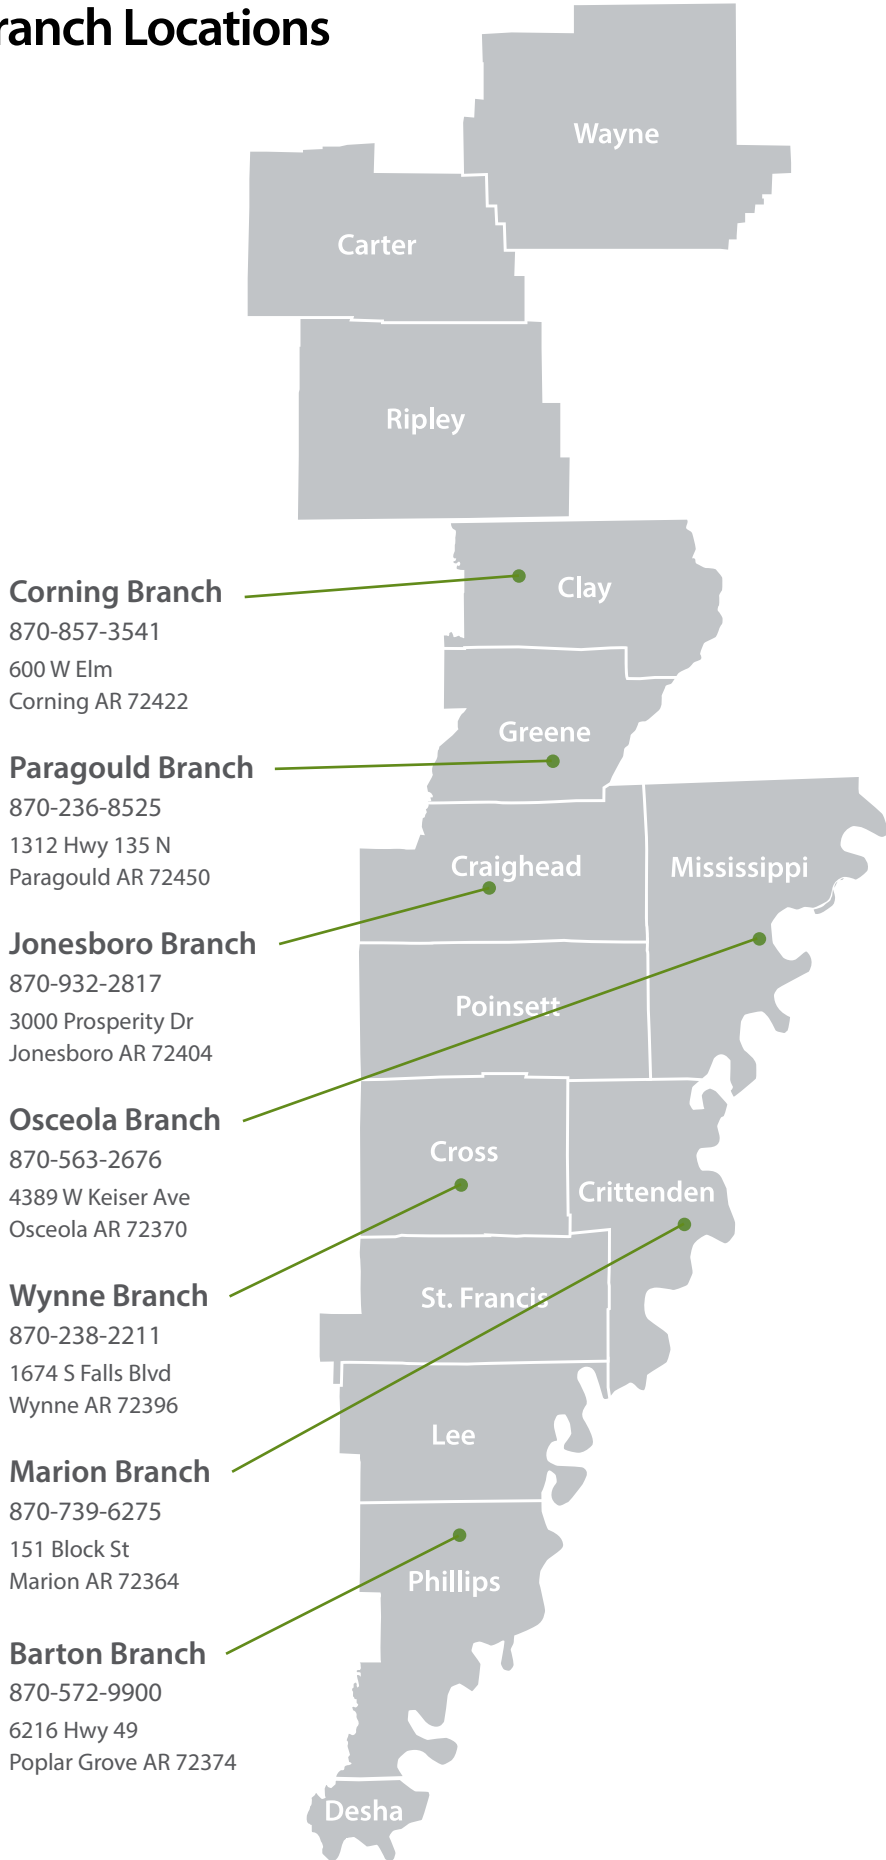 ranch Locations
Wayne
Carter
Ripley
Clay
Corning Branch
870-857-3541
600 W Elm
Corning AR 72422
Greene
Paragould Branch
870-236-8525
1312 Hwy 135 N
Paragould AR 72450
Craighead
Mississippi
Jonesboro Branch
870-932-2817
3000 Prosperity Dr
Jonesboro AR 72404
Poinsett
Osceola Branch
870-563-2676
4389 W Keiser Ave
Osceola AR 72370
Cross
Crittenden
Wynne Branch
870-238-2211
1674 S Falls Blvd
Wynne AR 72396
St. Francis
Lee
Marion Branch
870-739-6275
151 Block St
Marion AR 72364
Phillips
Barton Branch
870-572-9900
6216 Hwy 49
Poplar Grove AR 72374
Desha